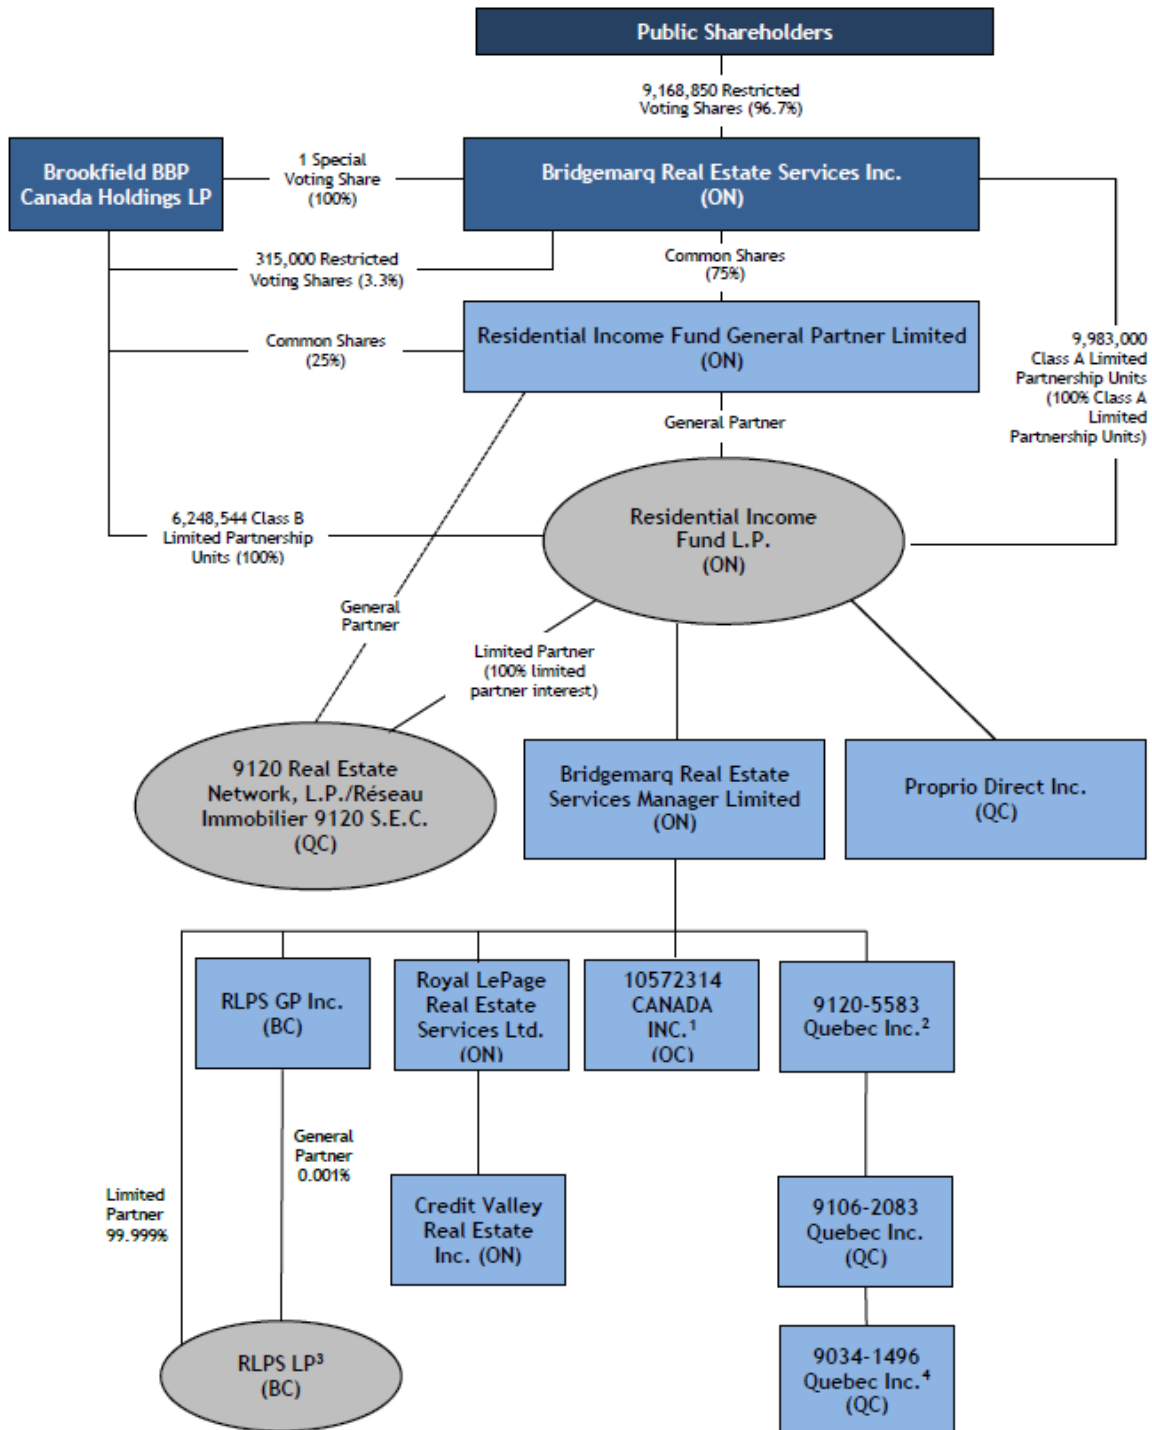 Public Shareholders
9,168,850 Restricted
Voting Shares (96.7%)
Brookfield BBP
Canada Holdings LP
1 Special
Voting Share
(100%)
Bridgemarq Real Estate Services Inc.
(ON)
315,000 Restricted
Voting Shares (3.3%)
Common Shares
(75%)
Common Shares
(25%)
Residential Income Fund General Partner Limited
(ON)
9,983,000
Class A Limited
Partnership Units
(100% Class A
Limited
Partnership Units)
General Partner
6,248,544 Class B
Limited Partnership
Units (100%)
Residential Income
Fund L.P.
(ON)
General
Partner
Limited Partner
(100% limited
partner interest)
9120 Real Estate
Network, L.P./Réseau
Immobilier 9120 S.E.C.
(QC)
Bridgemarq Real Estate
Services Manager Limited
(ON)
Proprio Direct Inc.
(QC)
RLPS GP Inc.
(BC)
Royal LePage
Real Estate
Services Ltd.
(ON)
10572314
CANADA
INC.¹
(QC)
9120-5583
Quebec Inc.²
General
Partner
0.001%
Limited
Partner
99.999%
Credit Valley
Real Estate
Inc. (ON)
9106-2083
Quebec Inc.
(QC)
RLPS LP³
(BC)
9034-1496
Quebec Inc.⁴
(QC)